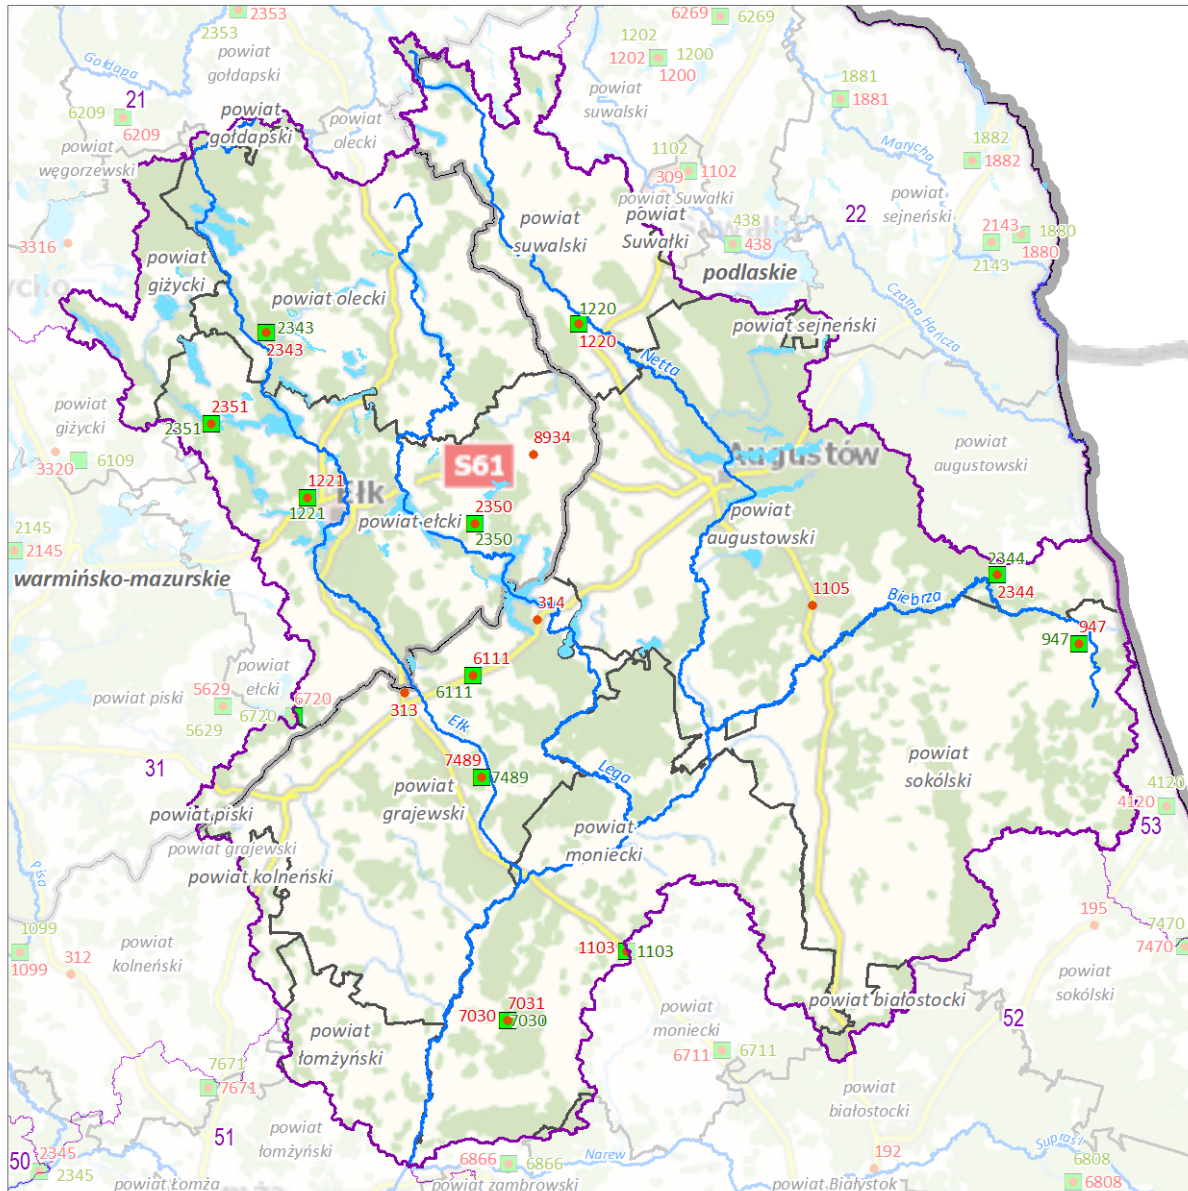 2353
2353
6269
6269
Gołdapa
powiat
gołdapski
1202
1200
1202
1200
powiat
suwalski
1881
1881
21
6209
6209
powiat
gołdapski
powiat
olecki
powiat
węgorzewski
Marycha
1882
1882
1102
309
1102
powiat Suwałki
powiat
sejneński
22
3316
powiat
suwalski
powiat
Suwałki
438
438
2143
2143
1880
1880
powiat
giżycki
podlaskie
powiat olecki
Czarna Hańcza
2343
2343
1220
1220
powiat sejneński
Netta
powiat
giżycki
2351
2351
3320
6109
8934
S61
Augustów
powiat
augustowski
1221
1221
Ełk
powiat ełcki
2350
2350
powiat
augustowski
2145
2145
warmińsko-mazurskie
2344
2344
Biebrza
1105
314
947
947
powiat
ełcki
6111
6111
powiat piski
5629
5629
6720
6720
313
Ełk
31
7489
7489
Lega
powiat
sokólski
powiat
grajewski
4120
4120
53
powiat piski
powiat
moniecki
powiat grajewski
powiat kolneński
Pisa
195
1099
1099
312
powiat
kolneński
1103
1103
7470
7470
powiat
sokólski
powiat białostocki
7031
7030
7030
powiat
moniecki
52
powiat
łomżyński
6711
6711
7671
7671
powiat
białostocki
51
powiat
łomżyński
Supraśl
50
2345
2345
6866
6866
Narew
192
6808
6808
powiat Łomża
powiat zambrowski
powiat Białystok